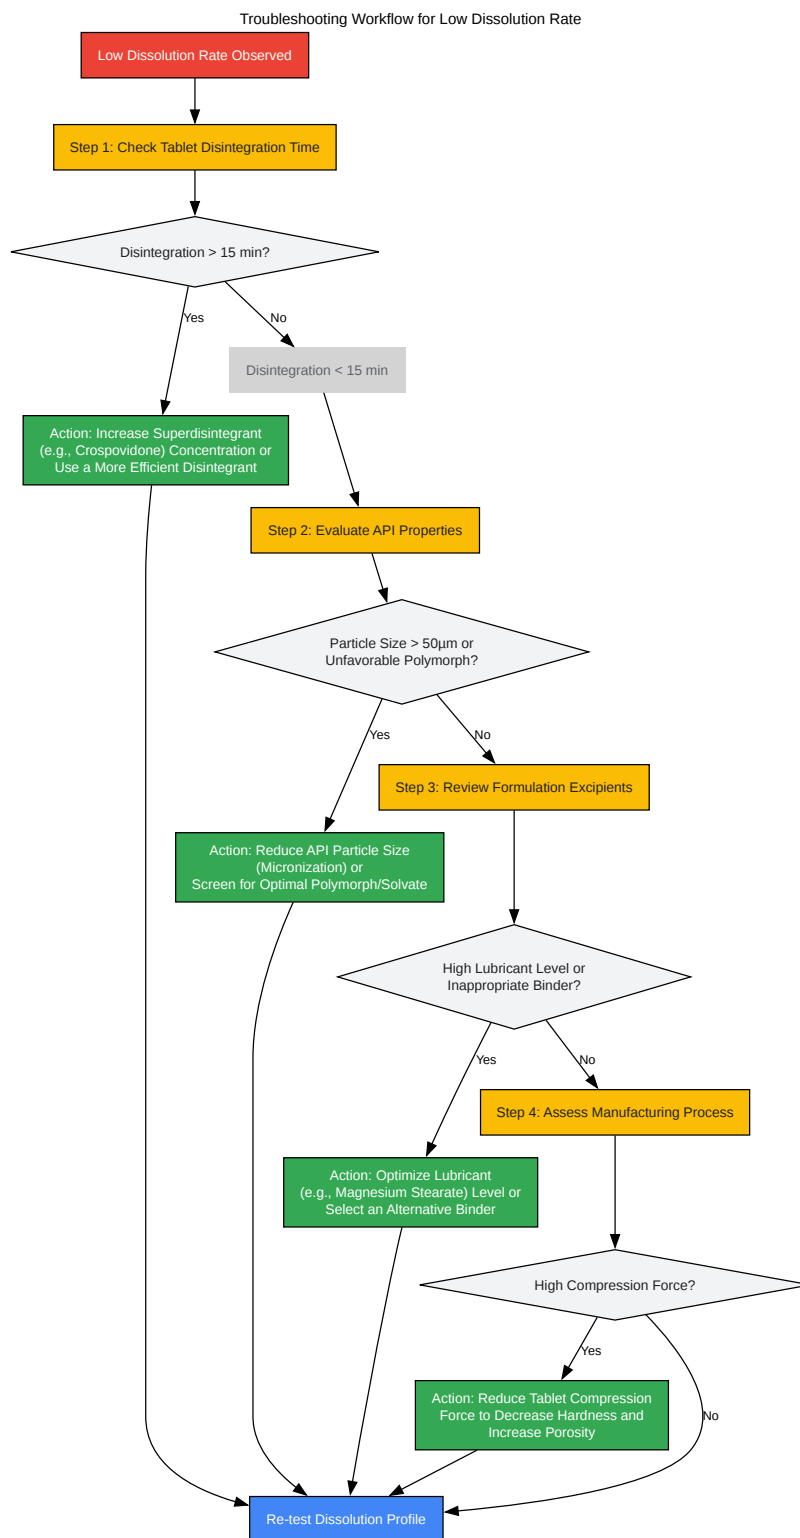 Troubleshooting Workflow for Low Dissolution Rate
Low Dissolution Rate Observed
Step 1: Check Tablet Disintegration Time
Disintegration > 15 min?
Yes
No
Disintegration < 15 min
Action: Increase Superdisintegrant
(e.g., Crospovidone) Concentration or
Use a More Efficient Disintegrant
Step 2: Evaluate API Properties
Particle Size > 50µm or
Unfavorable Polymorph?
Yes
No
Step 3: Review Formulation Excipients
Action: Reduce API Particle Size
(Micronization) or
Screen for Optimal Polymorph/Solvate
High Lubricant Level or
Inappropriate Binder?
Yes
No
Step 4: Assess Manufacturing Process
Action: Optimize Lubricant
(e.g., Magnesium Stearate) Level or
Select an Alternative Binder
High Compression Force?
Yes
No
Action: Reduce Tablet Compression
Force to Decrease Hardness and
Increase Porosity
Re-test Dissolution Profile